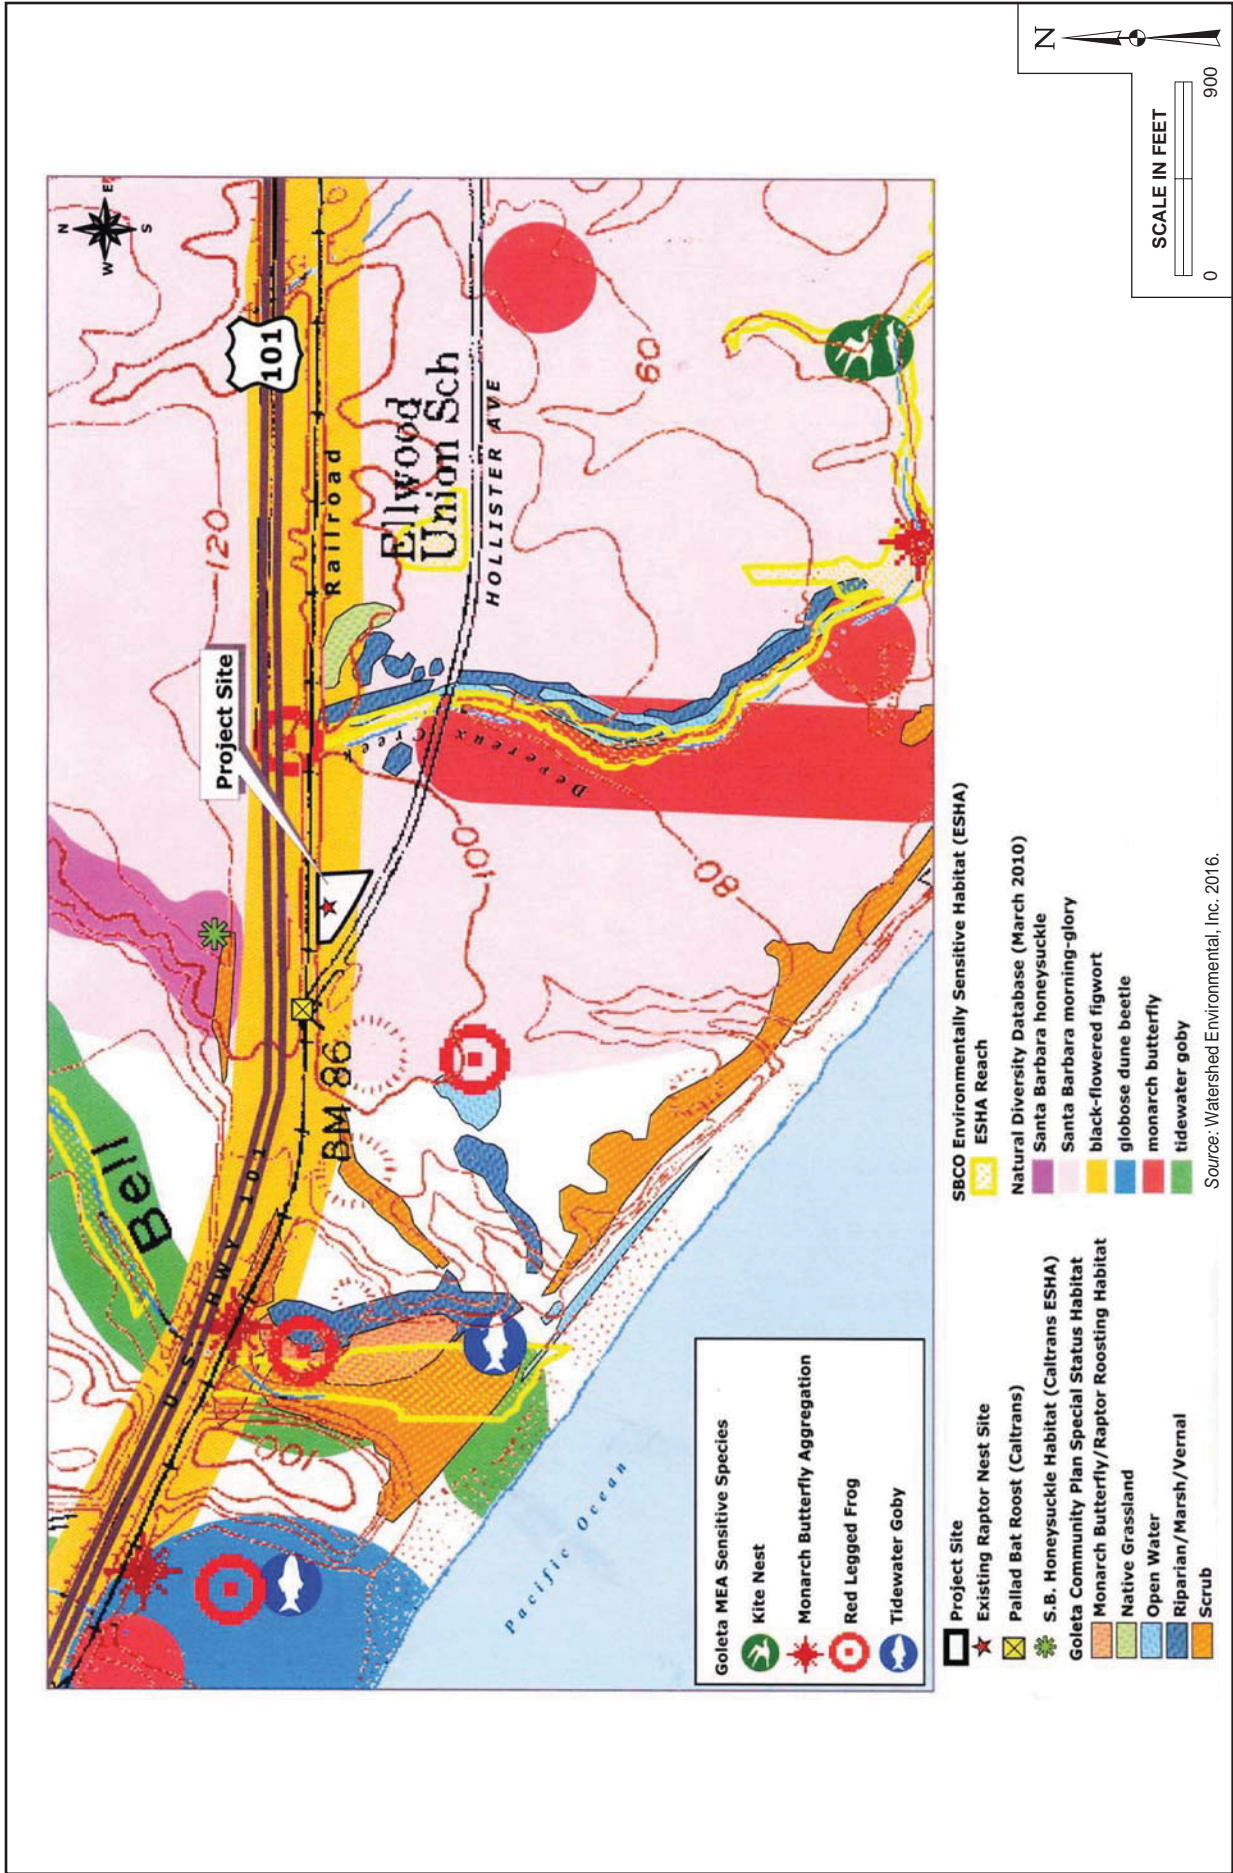 N
S
W
E
101
120
Project Site
Railroad
Ellwood
Union Sch
HOLLISTER AVE
60
Bell
U.S. HWY 101
BM 86
100
100
80
Devereux Creek
Pacific Ocean
Goleta MEA Sensitive Species
Kite Nest
Monarch Butterfly Aggregation
Red Legged Frog
Tidewater Goby
Project Site
Existing Raptor Nest Site
Pallad Bat Roost (Caltrans)
S.B. Honeysuckle Habitat (Caltrans ESHA)
Goleta Community Plan Special Status Habitat
Monarch Butterfly/Raptor Roosting Habitat
Native Grassland
Open Water
Riparian/Marsh/Vernal
Scrub
SBCO Environmentally Sensitive Habitat (ESHA)
ESHA Reach
Natural Diversity Database (March 2010)
Santa Barbara honeysuckle
Santa Barbara morning-glory
black-flowered figwort
globose dune beetle
monarch butterfly
tidewater goby
Source: Watershed Environmental, Inc. 2016.
SCALE IN FEET
0 900
N